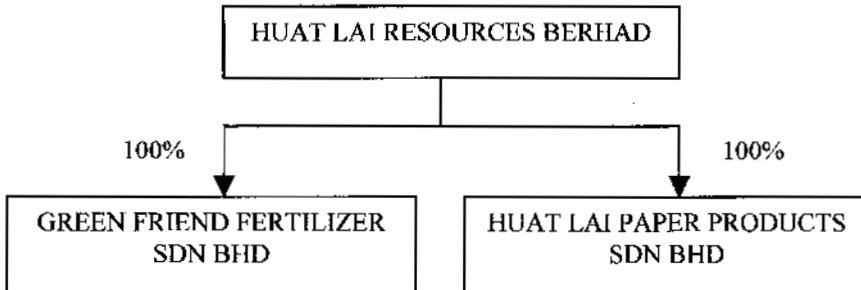 HUAT LAI RESOURCES BERHAD
100%
100%
GREEN FRIEND FERTILIZER
SDN BHD
HUAT LAI PAPER PRODUCTS
SDN BHD